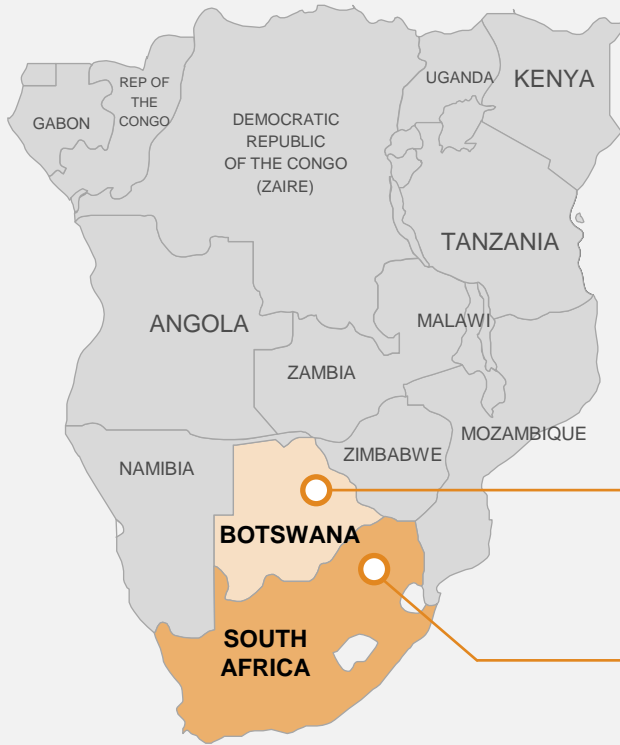 UGANDA
KENYA
REP OF
THE
CONGO
GABON
DEMOCRATIC
REPUBLIC
OF THE CONGO
(ZAIRE)
TANZANIA
ANGOLA
MALAWI
ZAMBIA
MOZAMBIQUE
ZIMBABWE
NAMIBIA
BOTSWANA
SOUTH
AFRICA